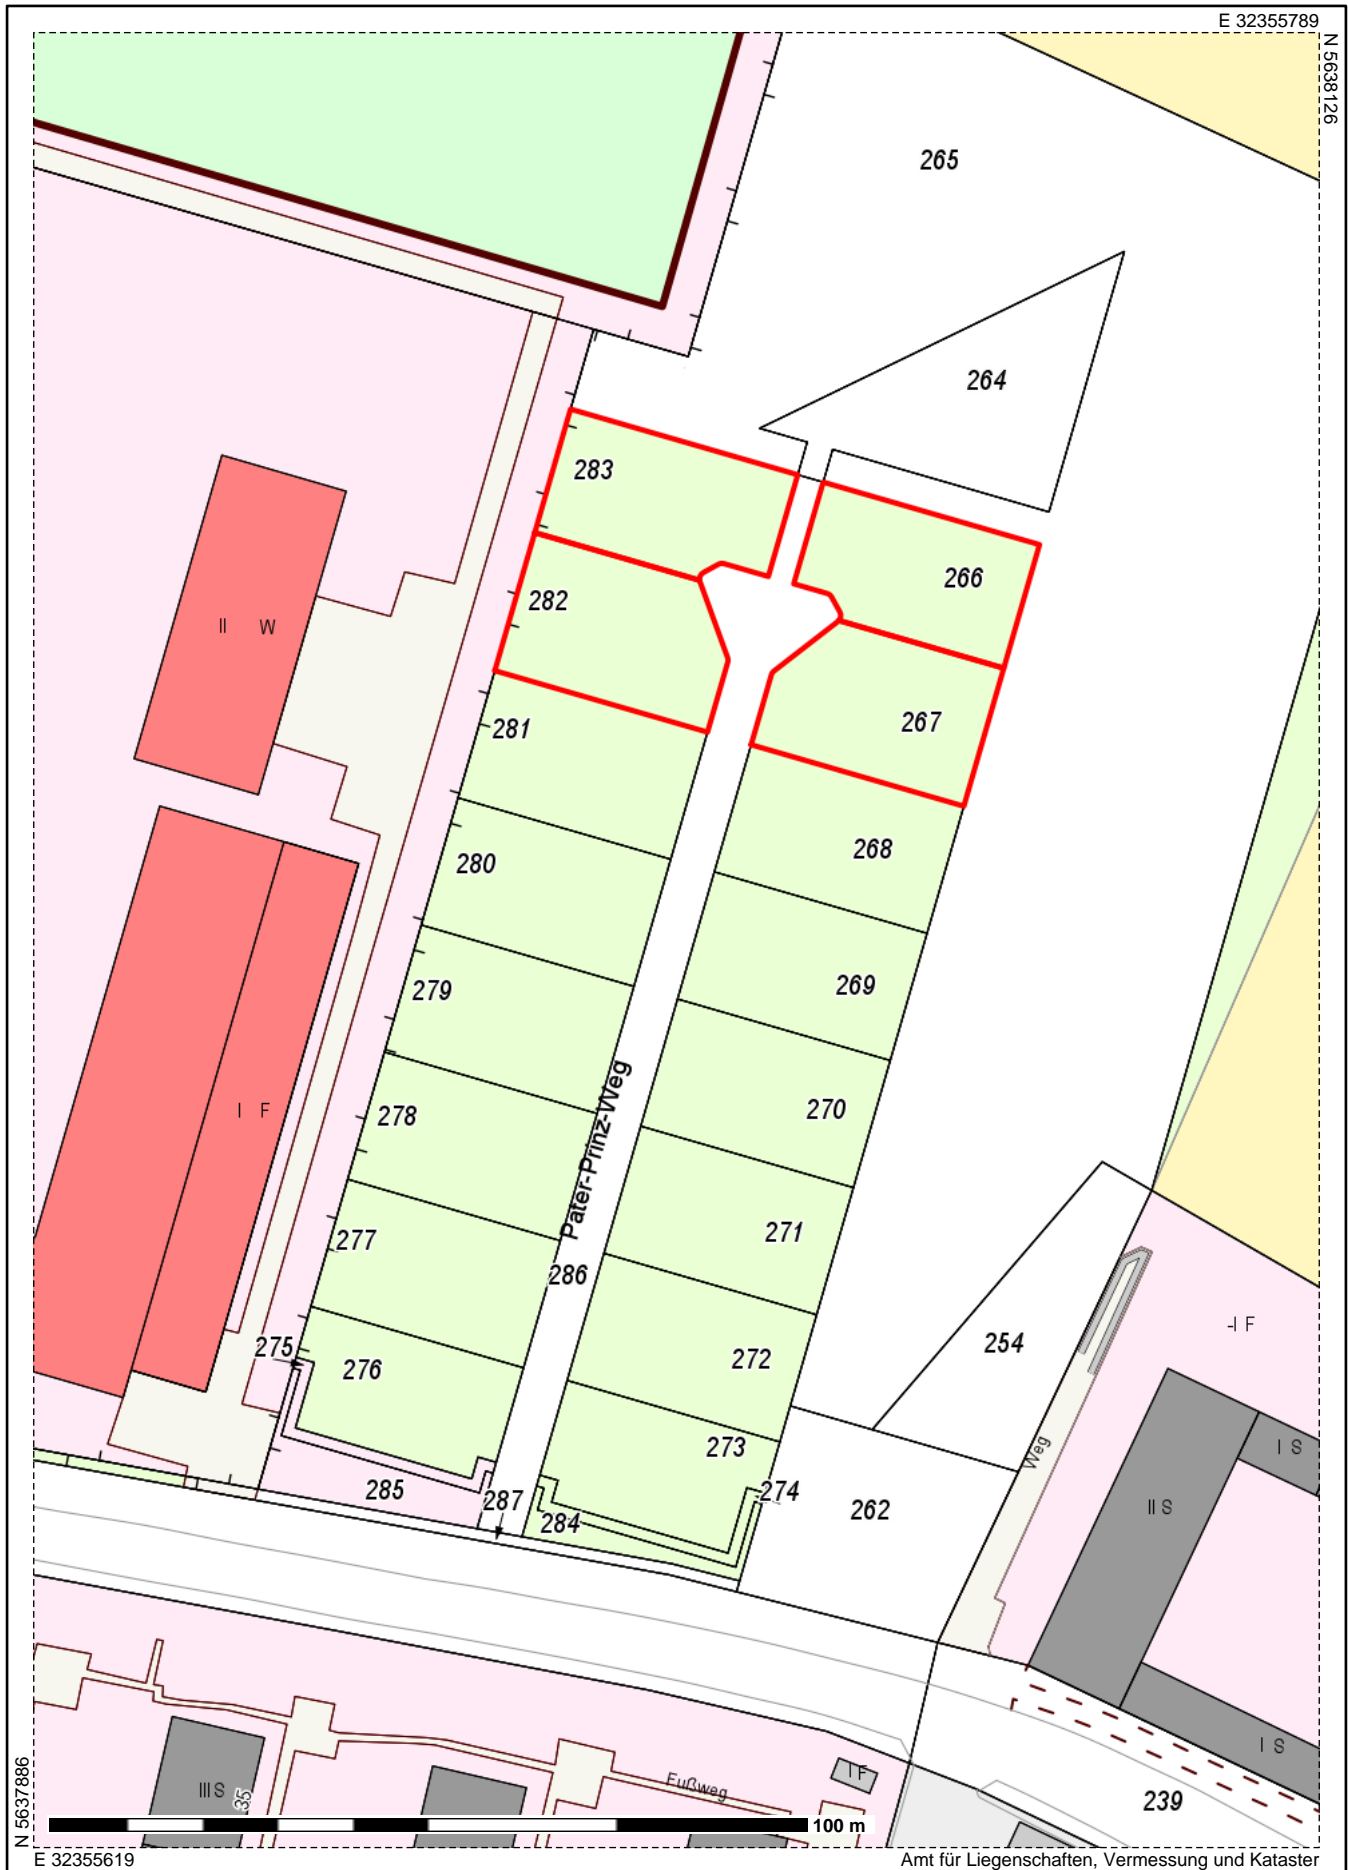 E 32355789
N 5638126
265
264
283
266
282
II W
267
281
268
280
269
279
270
278
I F
Pater-Prinz-Weg
271
277
286
-I F
254
275
272
276
273
Weg
I S
274
285
287
262
II S
284
I S
Fußweg
I F
III S
35
239
N 5637886
100 m
E 32355619
Amt für Liegenschaften, Vermessung und Kataster